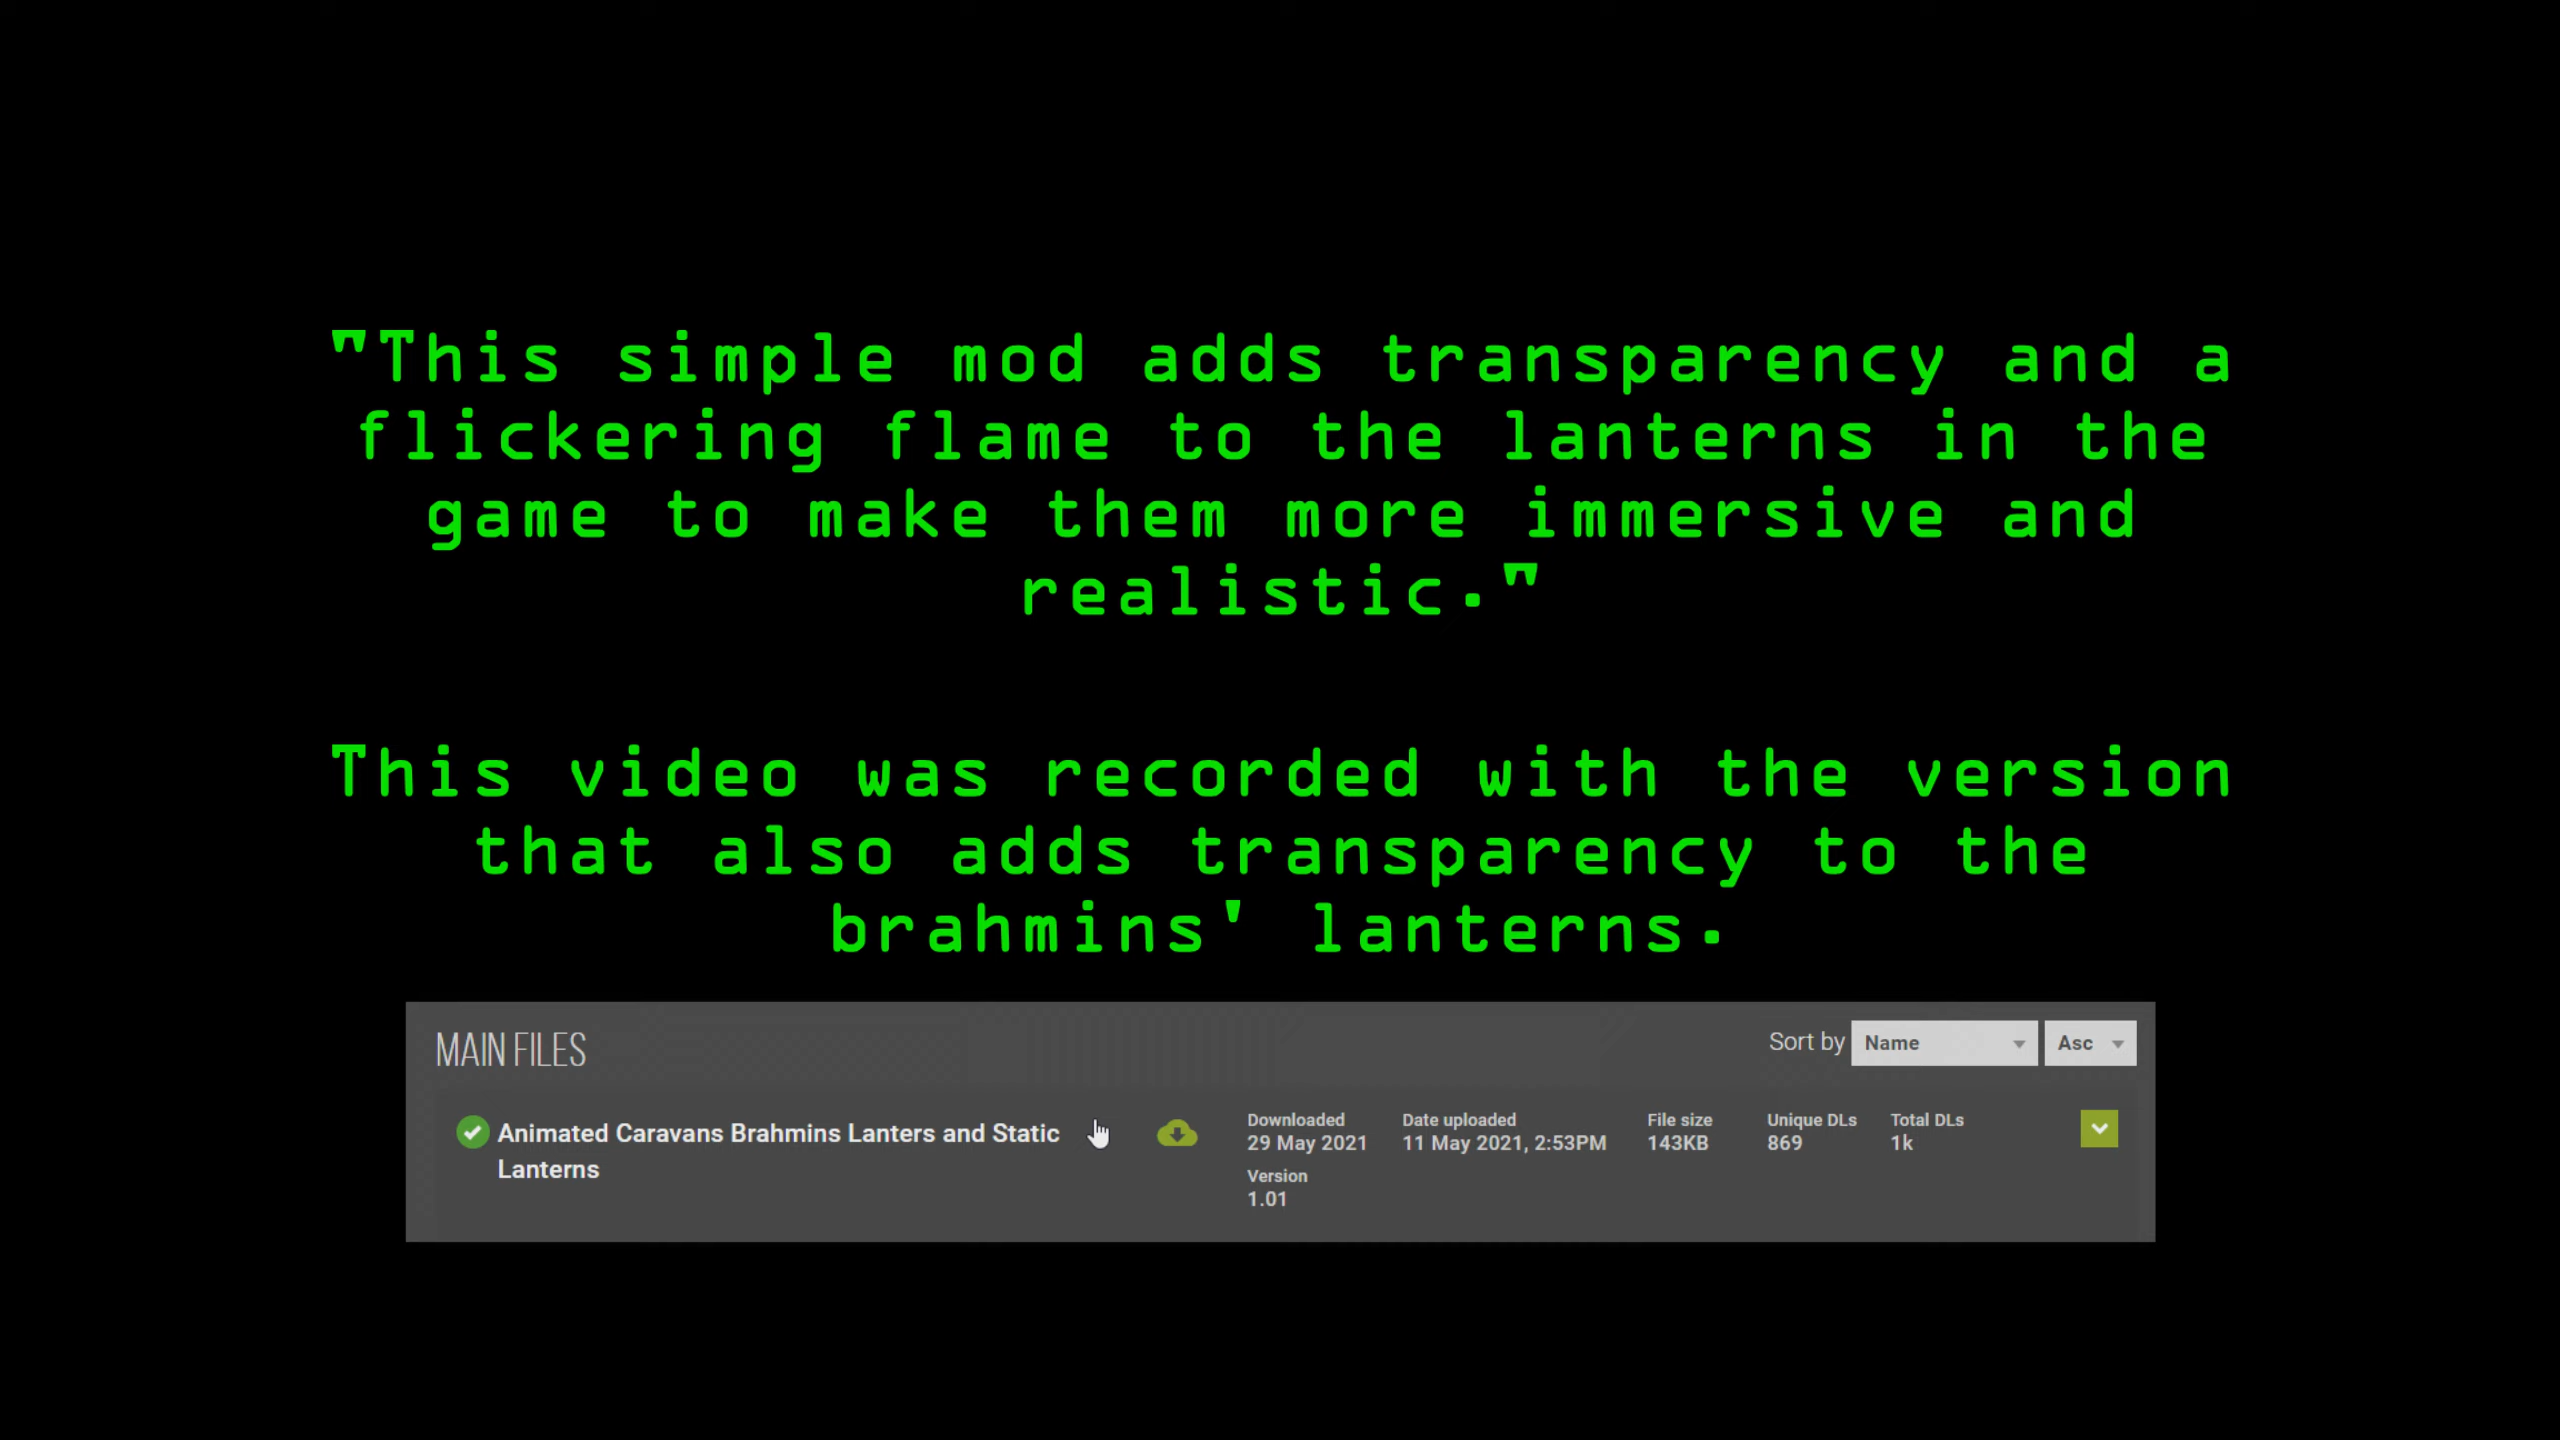 "This simple mod adds transparency and a
flickering flame to the lanterns in the
game to make them more immersive and
realistic."
This video was recorded with the version
that also adds transparency to the
brahmins' lanterns.
MAIN FILES
Sort by Name Asc
Animated Caravans Brahmins Lanters and Static
Lanterns
Downloaded
29 May 2021
Date uploaded
11 May 2021, 2:53PM
File size
143KB
Unique DLs
869
Total DLs
1k
Version
1.01